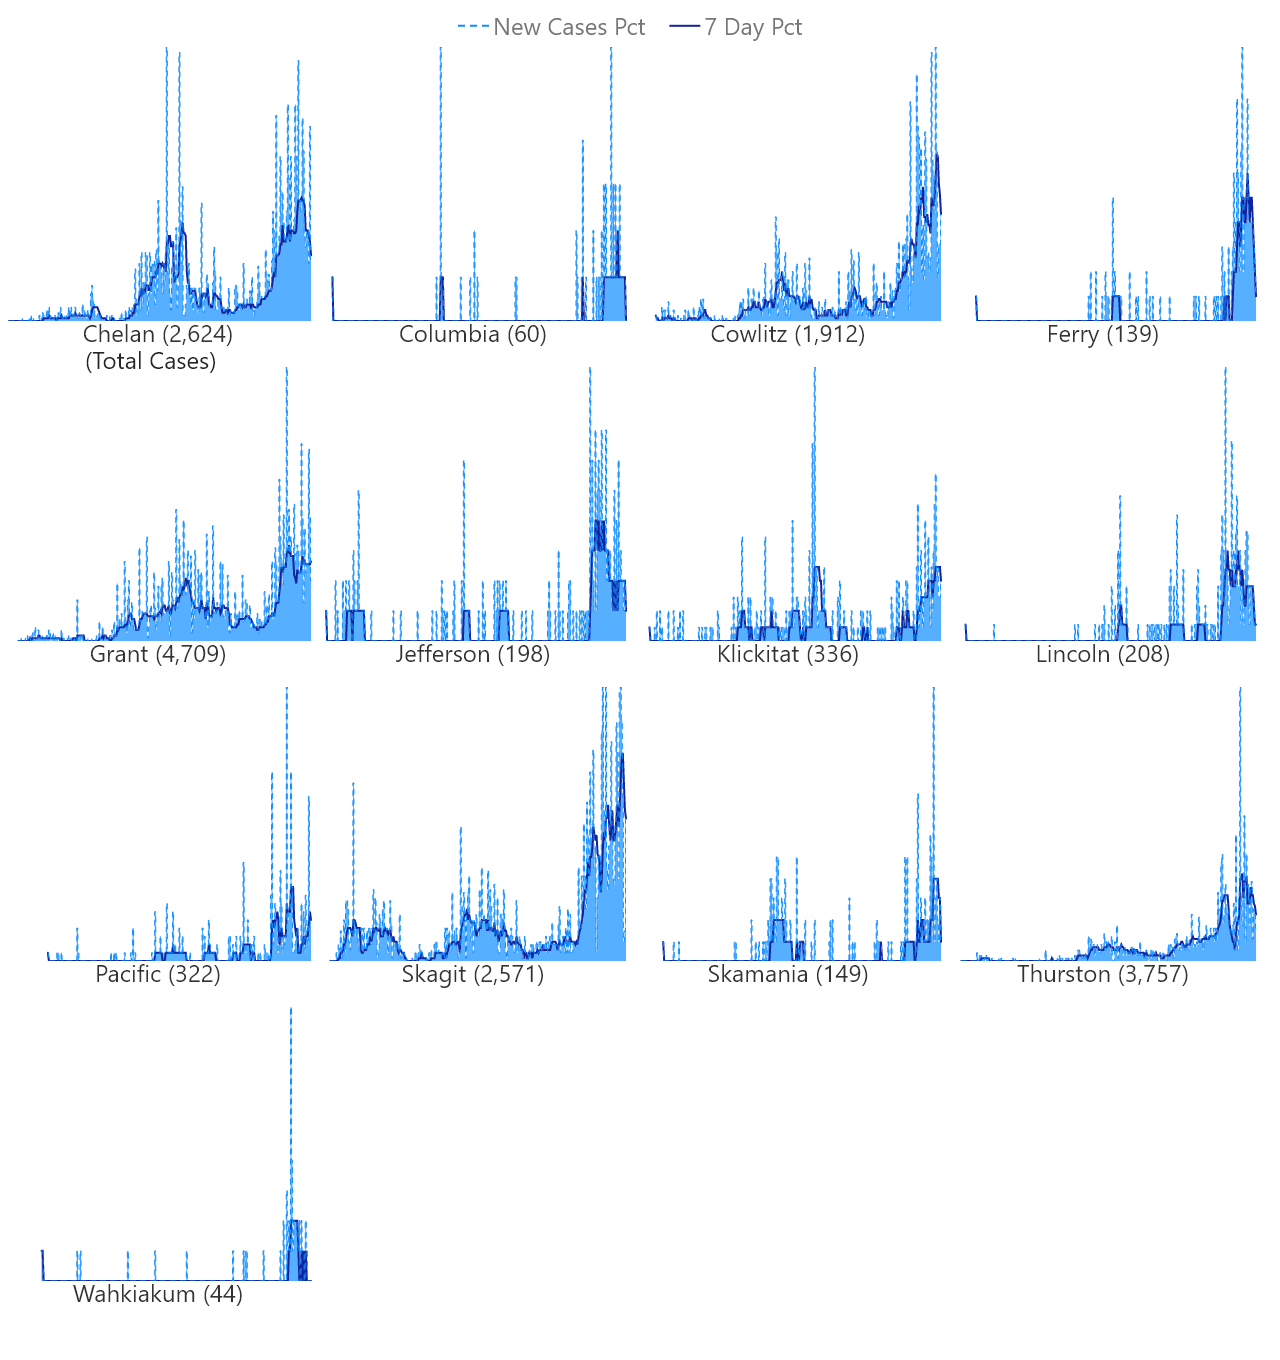 New Cases Pct 7 Day Pct
Chelan (2,624) Columbia (60) Cowlitz (1,912) Ferry (139)
(Total Cases)
Grant (4,709) Jefferson (198) Klickitat (336) Lincoln (208)
Pacific (322) Skagit (2,571) Skamania (149) Thurston (3,757)
Wahkiakum (44)